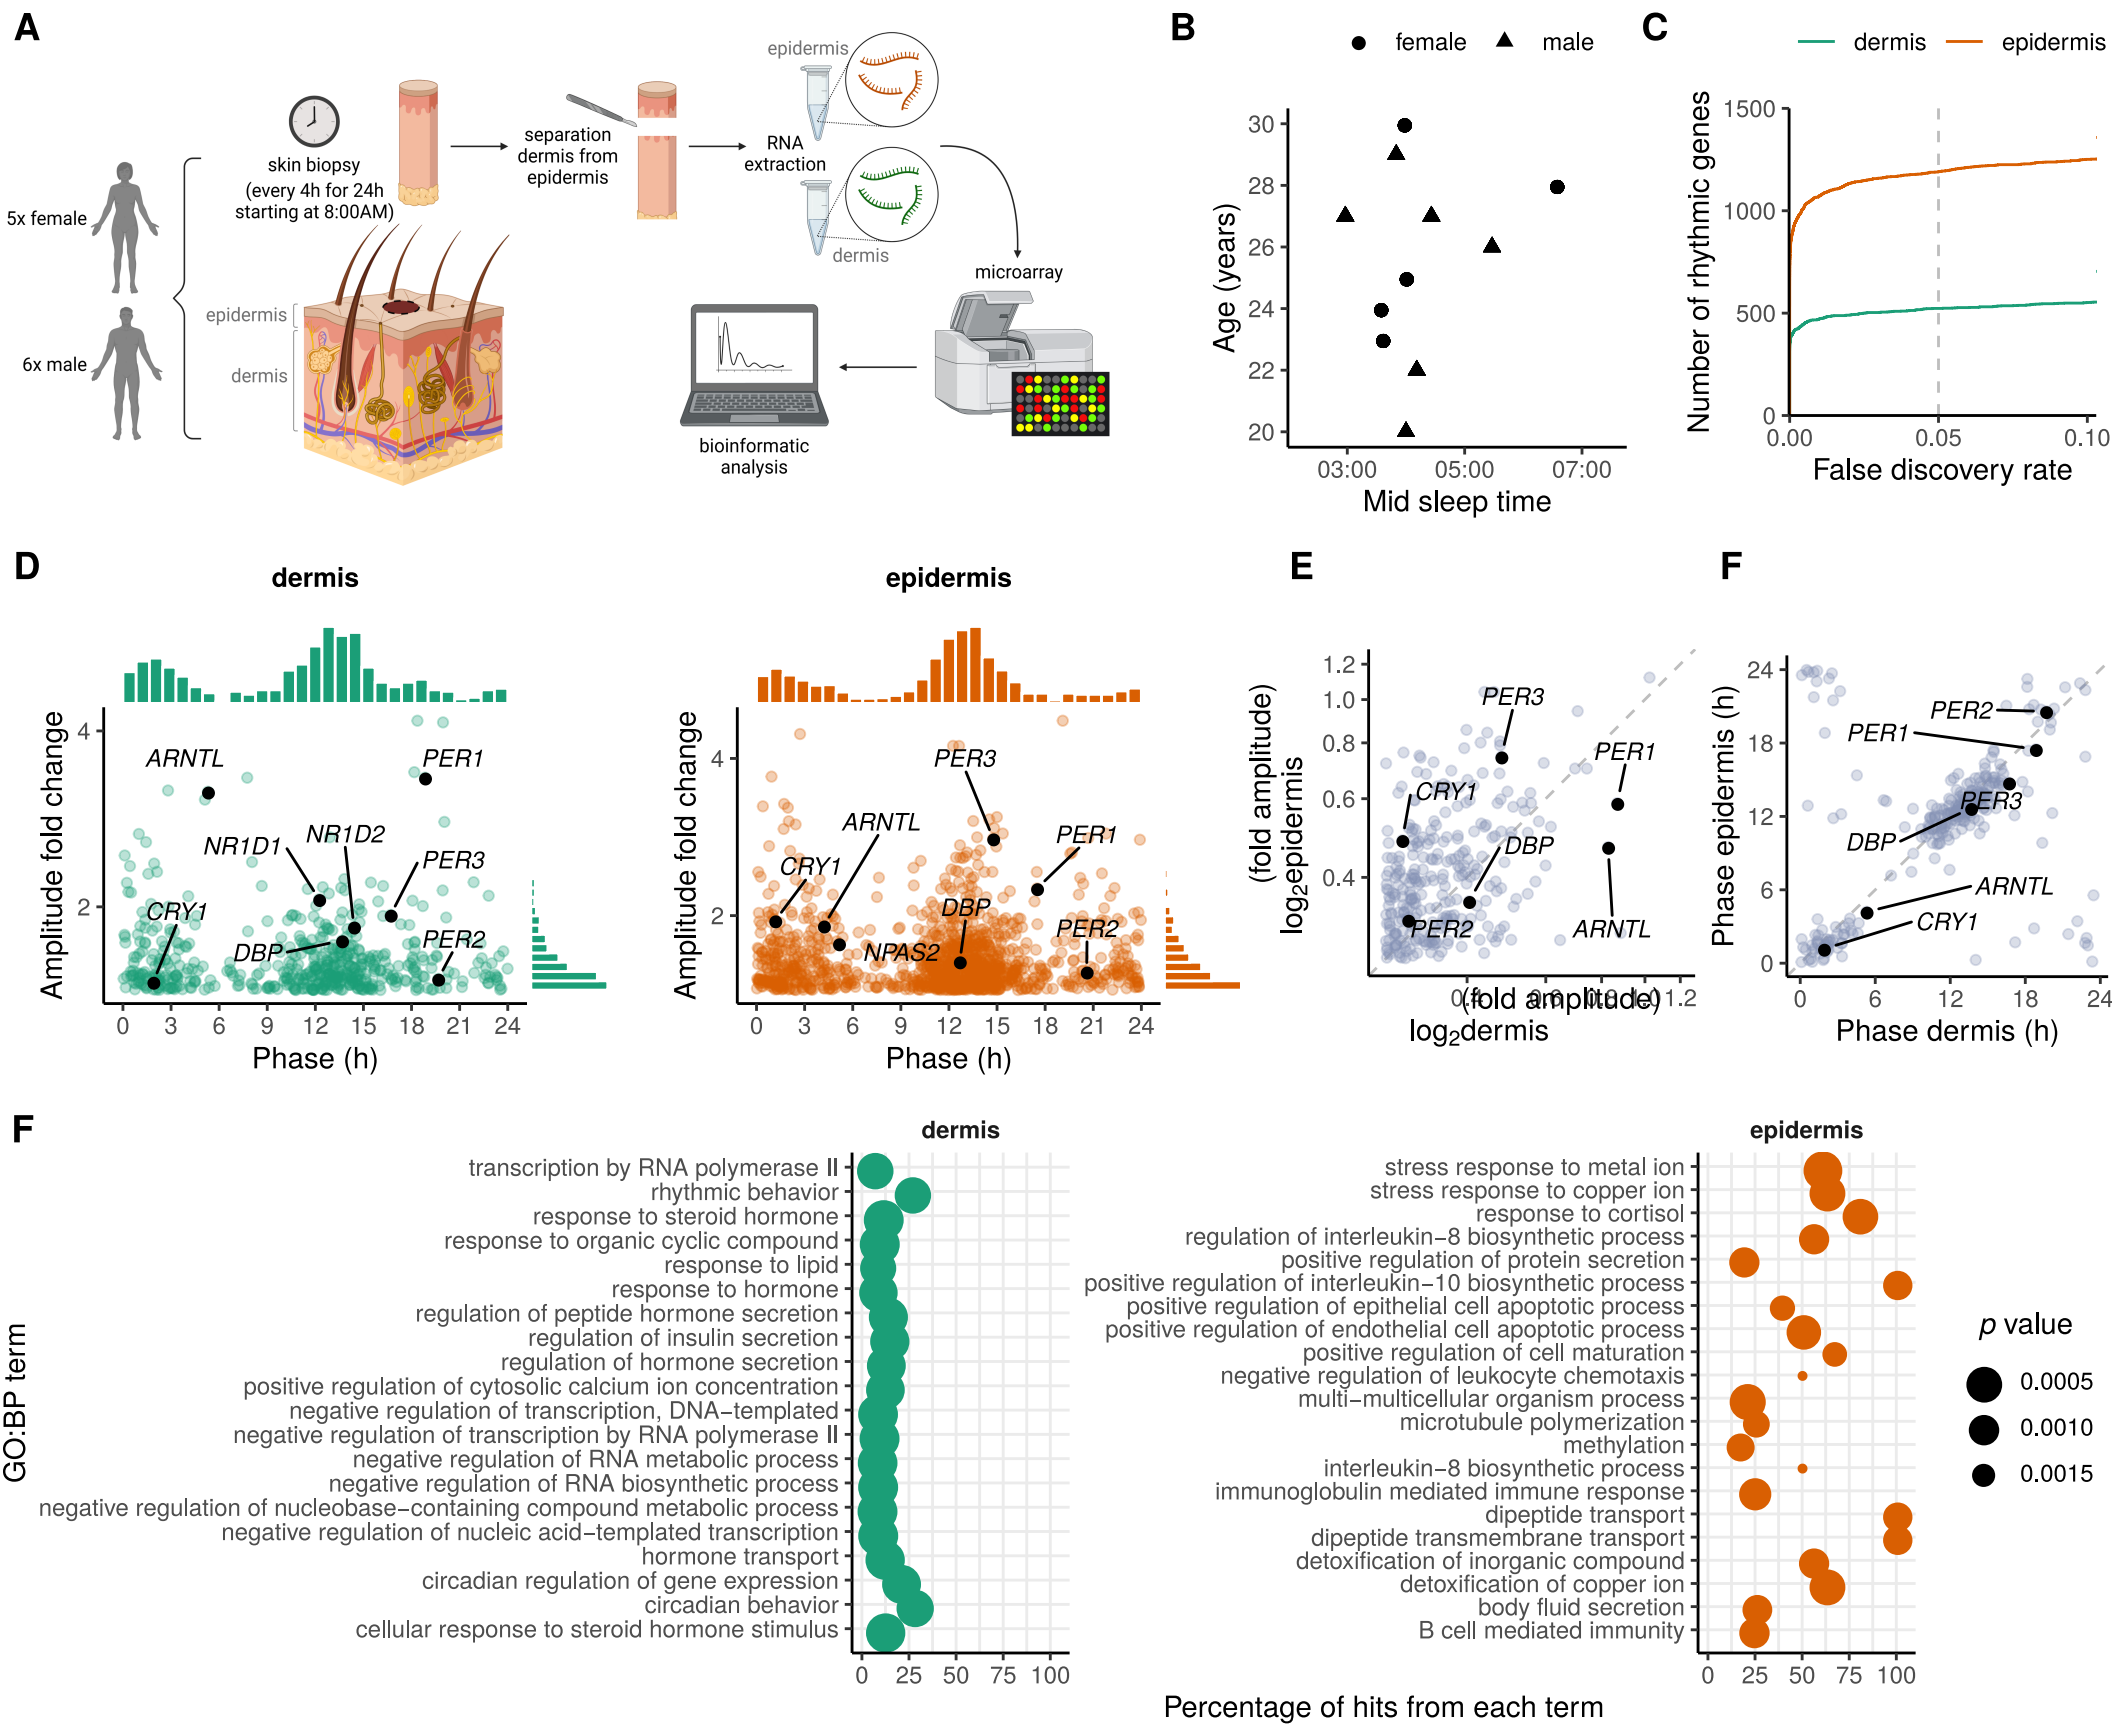 A
5x female
6x male
skin biopsy
(every 4h for 24h
starting at 8:00AM)
epidermis
dermis
separation
dermis from
epidermis
RNA
extraction
epidermis
dermis
microarray
bioinformatic
analysis
B
female male
Age (years)
30
28
26
24
22
20
03:00 05:00 07:00
Mid sleep time
C
dermis epidermis
Number of rhythmic genes
1500
1000
500
0
0.00 0.05 0.10
False discovery rate
D
dermis
Amplitude fold change
4
2
ARNTL
PER1
NR1D1
NR1D2
PER3
CRY1
DBP
PER2
0 3 6 9 12 15 18 21 24
Phase (h)
epidermis
Amplitude fold change
4
2
PER3
ARNTL
PER1
CRY1
DBP
NPAS2
PER2
0 3 6 9 12 15 18 21 24
Phase (h)
E
(fold amplitude)
log2epidermis
1.2
1.0
0.8
0.6
0.4
PER3
PER1
CRY1
DBP
PER2
ARNTL
0.4 0.6 0.8 1.0 1.2
(fold amplitude)
log2dermis
F
Phase epidermis (h)
24
18
12
6
0
PER2
PER1
PER3
DBP
ARNTL
CRY1
0 6 12 18 24
Phase dermis (h)
F
GO:BP term
dermis
transcription by RNA polymerase II
rhythmic behavior
response to steroid hormone
response to organic cyclic compound
response to lipid
response to hormone
regulation of peptide hormone secretion
regulation of insulin secretion
regulation of hormone secretion
positive regulation of cytosolic calcium ion concentration
negative regulation of transcription, DNA−templated
negative regulation of transcription by RNA polymerase II
negative regulation of RNA metabolic process
negative regulation of RNA biosynthetic process
negative regulation of nucleobase−containing compound metabolic process
negative regulation of nucleic acid−templated transcription
hormone transport
circadian regulation of gene expression
circadian behavior
cellular response to steroid hormone stimulus
0 25 50 75 100
epidermis
stress response to metal ion
stress response to copper ion
response to cortisol
regulation of interleukin−8 biosynthetic process
positive regulation of protein secretion
positive regulation of interleukin−10 biosynthetic process
positive regulation of epithelial cell apoptotic process
positive regulation of endothelial cell apoptotic process
positive regulation of cell maturation
negative regulation of leukocyte chemotaxis
multi−multicellular organism process
microtubule polymerization
methylation
interleukin−8 biosynthetic process
immunoglobulin mediated immune response
dipeptide transport
dipeptide transmembrane transport
detoxification of inorganic compound
detoxification of copper ion
body fluid secretion
B cell mediated immunity
0 25 50 75 100
Percentage of hits from each term
p value
0.0005
0.0010
0.0015